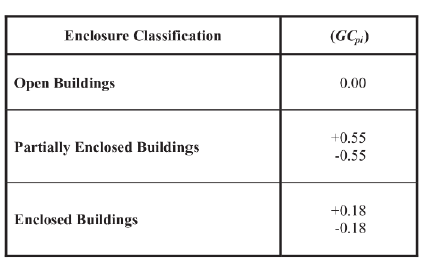 Enclosure Classification (GCpi)
Open Buildings 0.00
Partially Enclosed Buildings +0.55
-0.55
Enclosed Buildings +0.18
-0.18